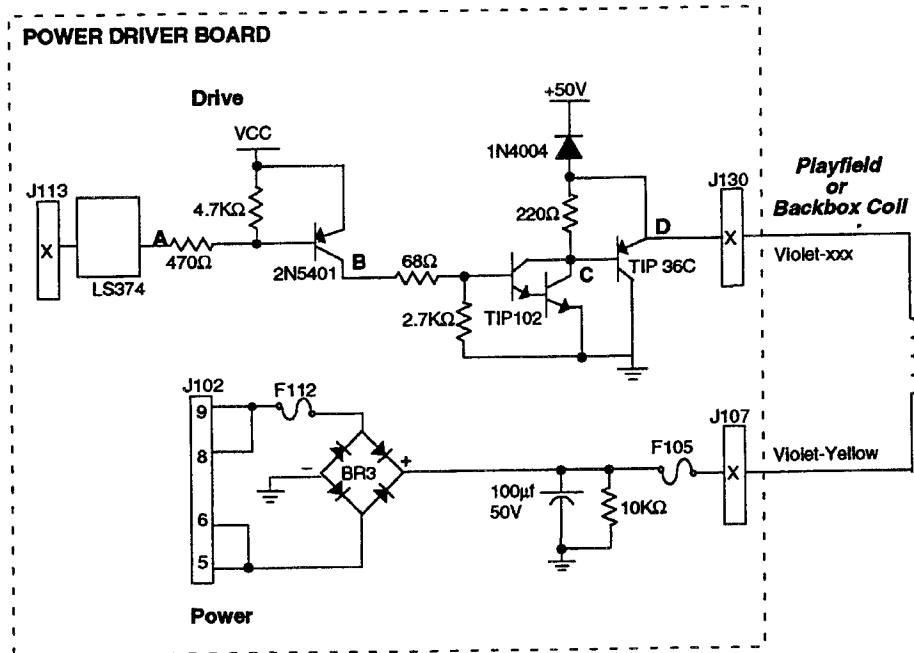 POWER DRIVER BOARD
Drive
+50V
VCC
1N4004
Playfield
or
Backbox Coil
J113
J130
4.7KΩ
220Ω
D
X
A
X
Violet-xxx
470Ω
B
2N5401
68Ω
C
TIP 36C
LS374
2.7KΩ
TIP102
J102
F112
9
J107
8
F105
Violet-Yellow
–
+
BR3
X
100µf
50V
10KΩ
6
5
Power